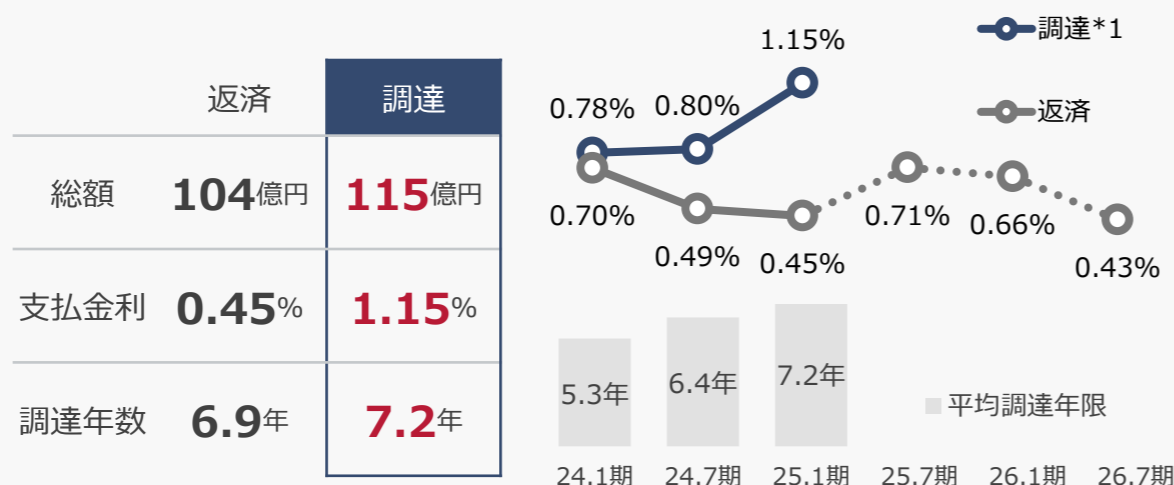 返済 調達
総額 104億円 115億円
支払金利 0.45% 1.15%
調達年数 6.9年 7.2年
調達*1
返済
1.15%
0.78% 0.80%
0.70% 0.49% 0.45% 0.71% 0.66% 0.43%
5.3年 6.4年 7.2年
平均調達年限
24.1期 24.7期 25.1期 25.7期 26.1期 26.7期